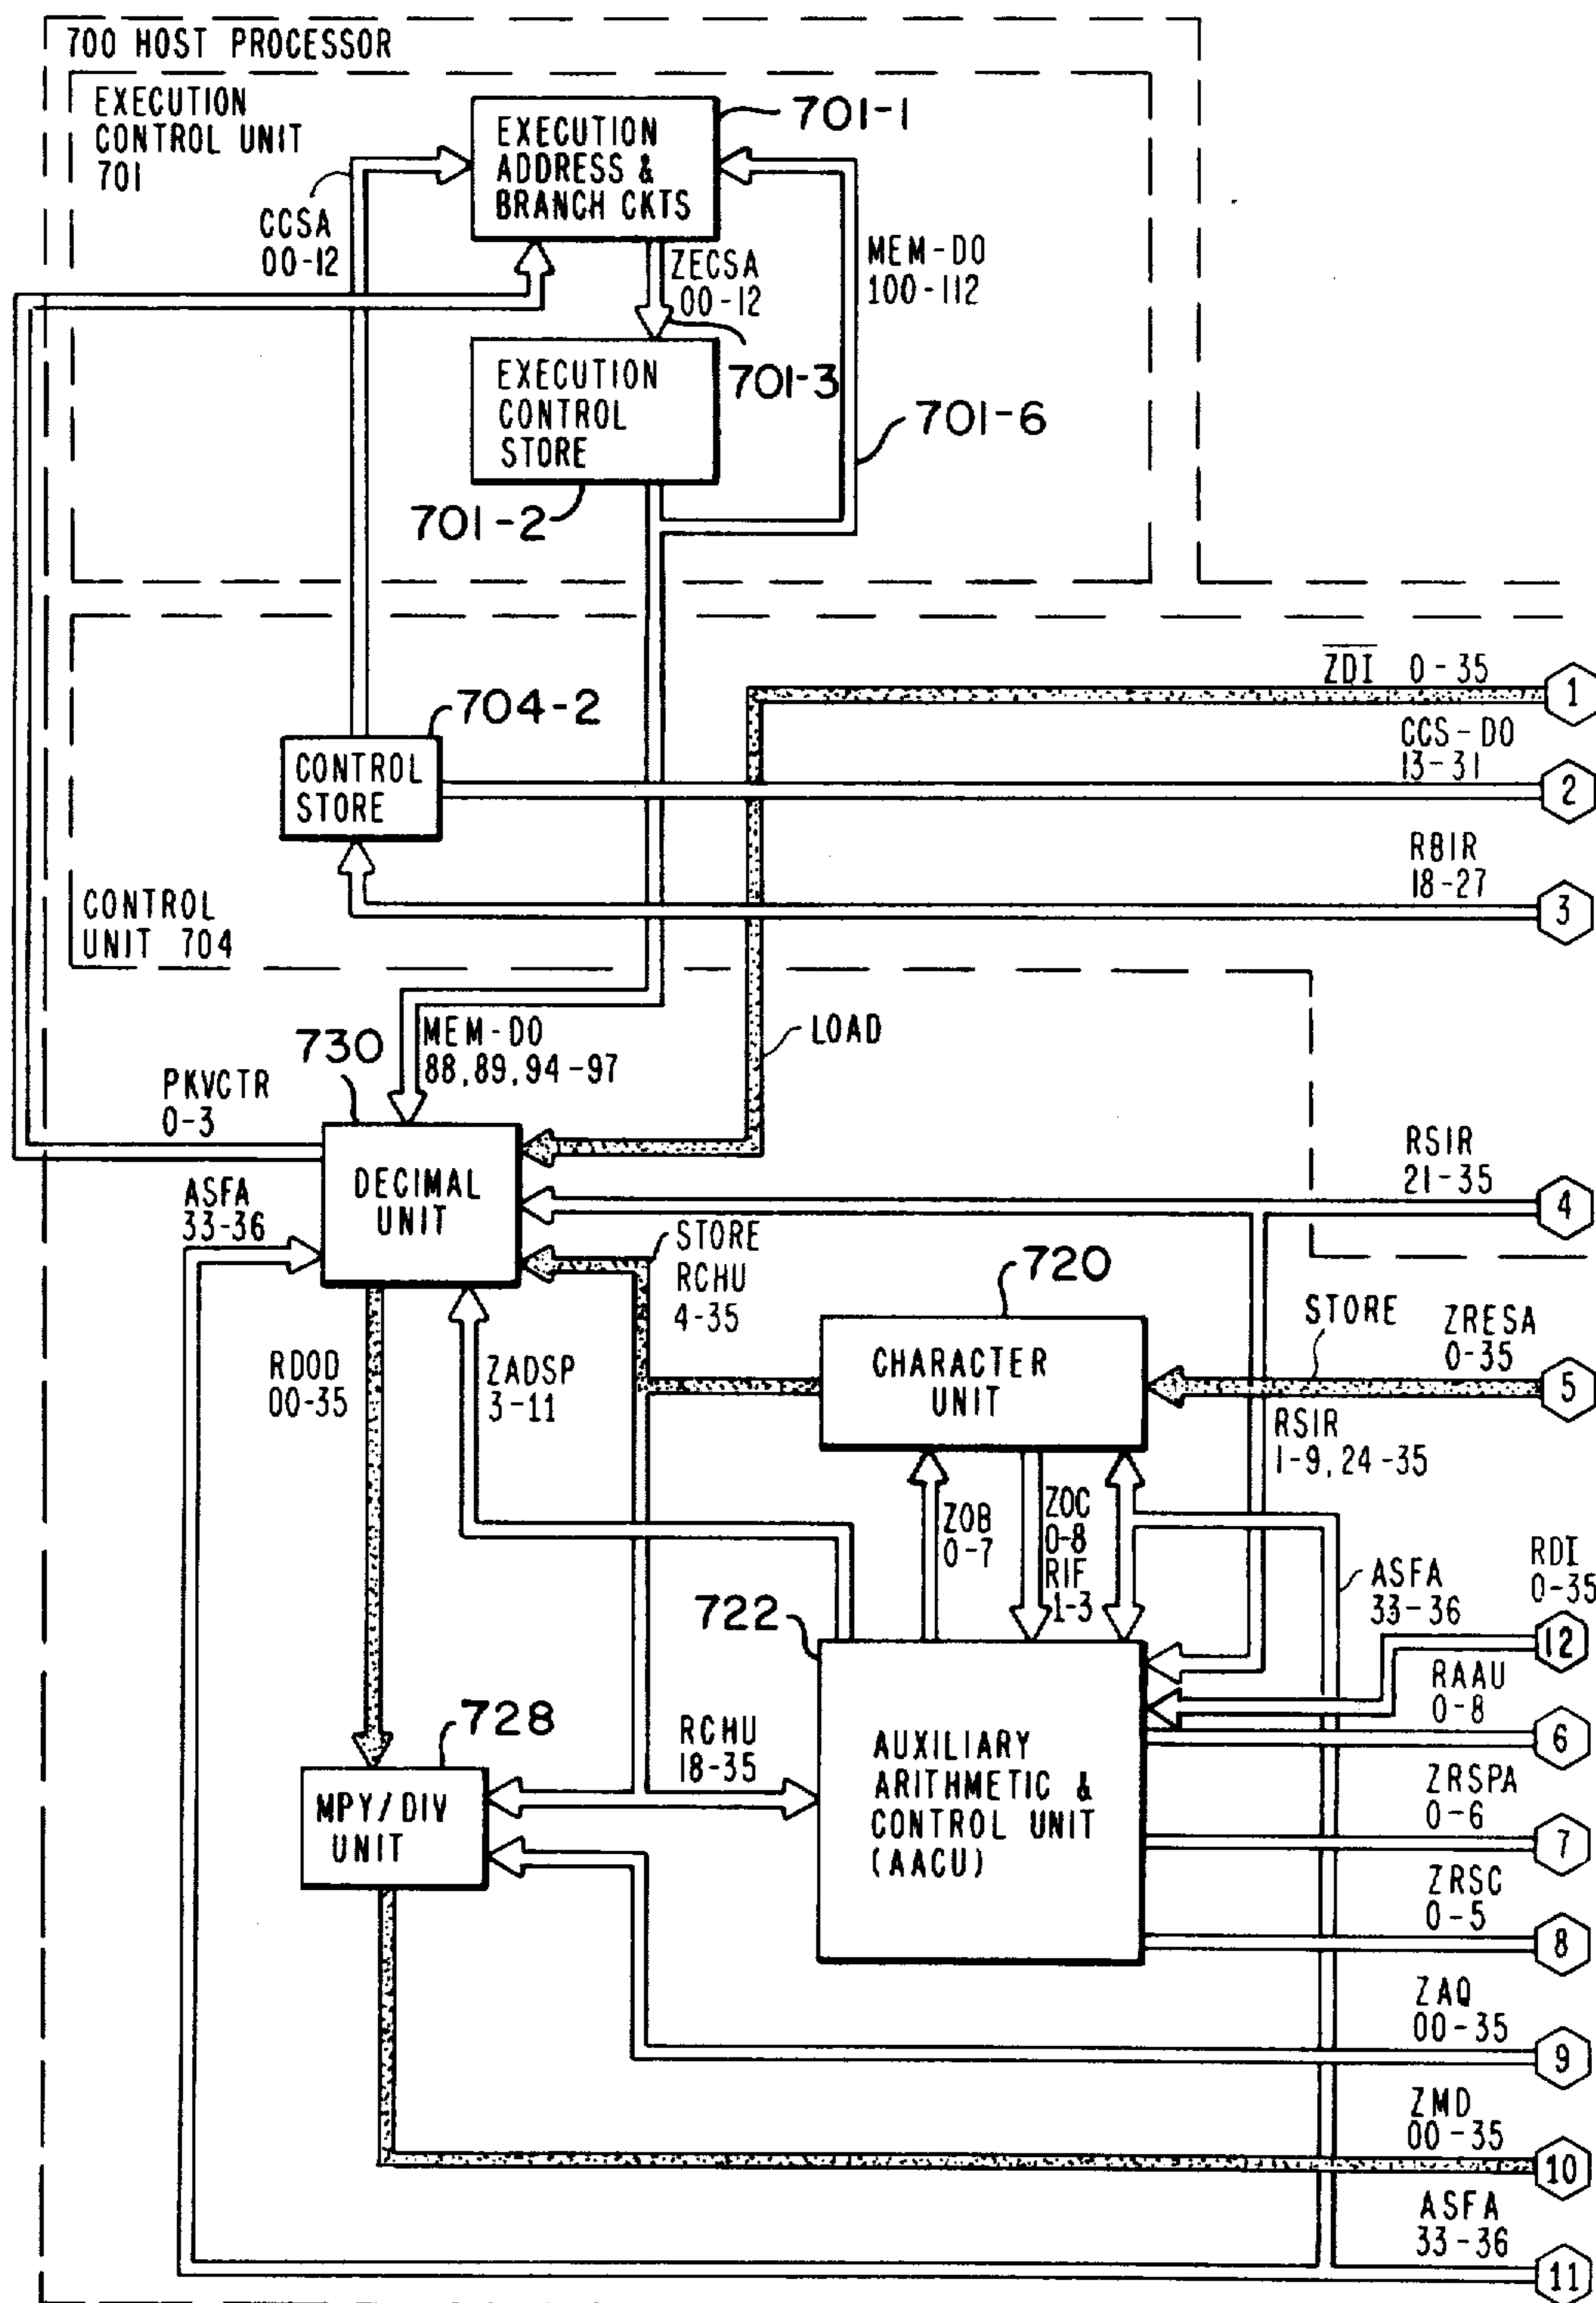 700 HOST PROCESSOR
EXECUTION
CONTROL UNIT
701
EXECUTION
ADDRESS &
BRANCH CKTS
701-1
CCSA
00-12
ZECSA
00-12
MEM-DO
100-112
701-3
EXECUTION
CONTROL
STORE
701-6
701-2
ZDI 0-35
1
704-2
CCS-DO
13-31
2
CONTROL
STORE
RBIR
18-27
3
CONTROL
UNIT 704
LOAD
730
MEM-DO
88,89,94-97
PKVCTR
0-3
DECIMAL
UNIT
RSIR
21-35
4
ASFA
33-36
STORE
RCHU
4-35
720
STORE
ZRESA
0-35
5
CHARACTER
UNIT
RDOD
00-35
ZADSP
3-11
RSIR
1-9,24-35
ZOB
0-7
ZOC
0-8
RIF
1-3
ASFA
33-36
RDI
0-35
12
722
RAAU
0-8
6
728
RCHU
18-35
AUXILIARY
ARITHMETIC &
CONTROL UNIT
(AACU)
ZRSPA
0-6
7
MPY/DIV
UNIT
ZRSC
0-5
8
ZAQ
00-35
9
ZMD
00-35
10
ASFA
33-36
11